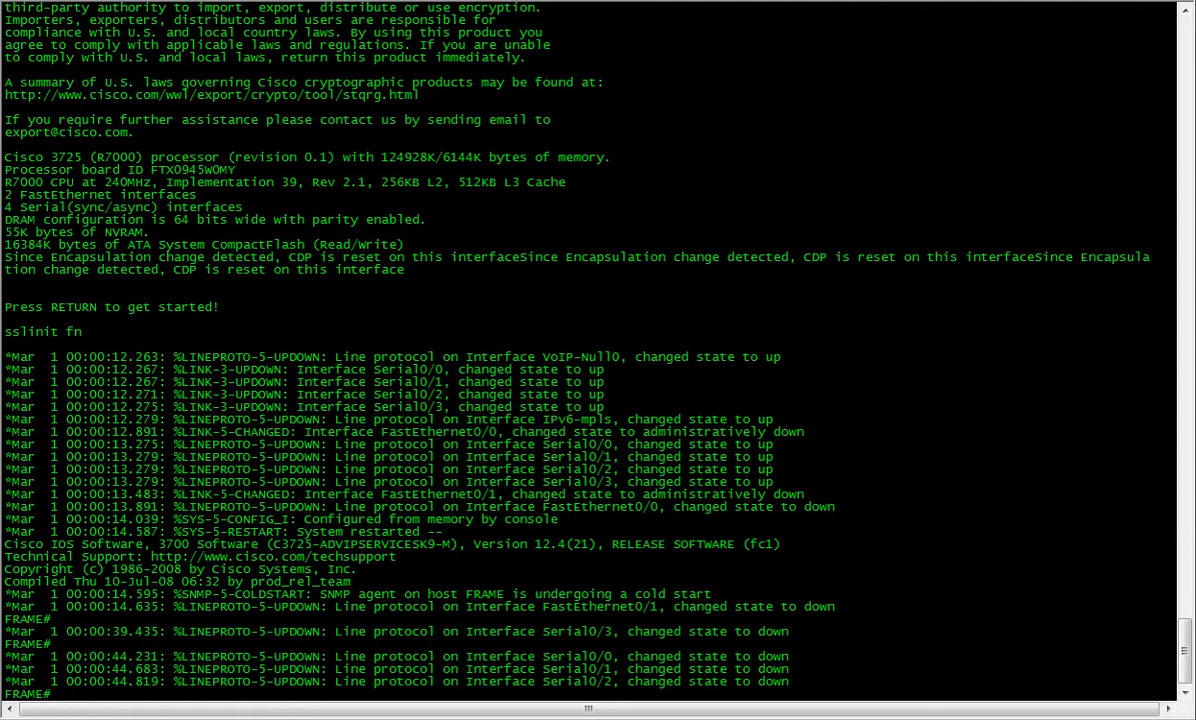 third-party authority to import, export, distribute or use encryption.
Importers, exporters, distributors and users are responsible for
compliance with U.S. and local country laws. By using this product you
agree to comply with applicable laws and regulations. If you are unable
to comply with U.S. and local laws, return this product immediately.
A summary of U.S. laws governing Cisco cryptographic products may be found at:
http://www.cisco.com/wwl/export/crypto/tool/stqrg.html
If you require further assistance please contact us by sending email to
export@cisco.com.
Cisco 3725 (R7000) processor (revision 0.1) with 124928K/6144K bytes of memory.
Processor board ID FTX0945W0MY
R7000 CPU at 240MHz, Implementation 39, Rev 2.1, 256KB L2, 512KB L3 Cache
2 FastEthernet interfaces
4 Serial(sync/async) interfaces
DRAM configuration is 64 bits wide with parity enabled.
55K bytes of NVRAM.
16384K bytes of ATA System CompactFlash (Read/Write)
Since Encapsulation change detected, CDP is reset on this interfaceSince Encapsulation change detected, CDP is reset on this interfaceSince Encapsula
tion change detected, CDP is reset on this interface
Press RETURN to get started!
sslinit fn
*Mar  1 00:00:12.263: %LINEPROTO-5-UPDOWN: Line protocol on Interface VoIP-Null0, changed state to up
*Mar  1 00:00:12.267: %LINK-3-UPDOWN: Interface Serial0/0, changed state to up
*Mar  1 00:00:12.267: %LINK-3-UPDOWN: Interface Serial0/1, changed state to up
*Mar  1 00:00:12.271: %LINK-3-UPDOWN: Interface Serial0/2, changed state to up
*Mar  1 00:00:12.275: %LINK-3-UPDOWN: Interface Serial0/3, changed state to up
*Mar  1 00:00:12.279: %LINEPROTO-5-UPDOWN: Line protocol on Interface IPv6-mpls, changed state to up
*Mar  1 00:00:12.891: %LINK-5-CHANGED: Interface FastEthernet0/0, changed state to administratively down
*Mar  1 00:00:13.275: %LINEPROTO-5-UPDOWN: Line protocol on Interface Serial0/0, changed state to up
*Mar  1 00:00:13.279: %LINEPROTO-5-UPDOWN: Line protocol on Interface Serial0/1, changed state to up
*Mar  1 00:00:13.279: %LINEPROTO-5-UPDOWN: Line protocol on Interface Serial0/2, changed state to up
*Mar  1 00:00:13.279: %LINEPROTO-5-UPDOWN: Line protocol on Interface Serial0/3, changed state to up
*Mar  1 00:00:13.483: %LINK-5-CHANGED: Interface FastEthernet0/1, changed state to administratively down
*Mar  1 00:00:13.891: %LINEPROTO-5-UPDOWN: Line protocol on Interface FastEthernet0/0, changed state to down
*Mar  1 00:00:14.039: %SYS-5-CONFIG_I: Configured from memory by console
*Mar  1 00:00:14.587: %SYS-5-RESTART: System restarted --
Cisco IOS Software, 3700 Software (C3725-ADVIPSERVICESK9-M), Version 12.4(21), RELEASE SOFTWARE (fc1)
Technical Support: http://www.cisco.com/techsupport
Copyright (c) 1986-2008 by Cisco Systems, Inc.
Compiled Thu 10-Jul-08 06:32 by prod_rel_team
*Mar  1 00:00:14.595: %SNMP-5-COLDSTART: SNMP agent on host FRAME is undergoing a cold start
*Mar  1 00:00:14.635: %LINEPROTO-5-UPDOWN: Line protocol on Interface FastEthernet0/1, changed state to down
FRAME#
*Mar  1 00:00:39.435: %LINEPROTO-5-UPDOWN: Line protocol on Interface Serial0/3, changed state to down
FRAME#
*Mar  1 00:00:44.231: %LINEPROTO-5-UPDOWN: Line protocol on Interface Serial0/0, changed state to down
*Mar  1 00:00:44.683: %LINEPROTO-5-UPDOWN: Line protocol on Interface Serial0/1, changed state to down
*Mar  1 00:00:44.819: %LINEPROTO-5-UPDOWN: Line protocol on Interface Serial0/2, changed state to down
FRAME#